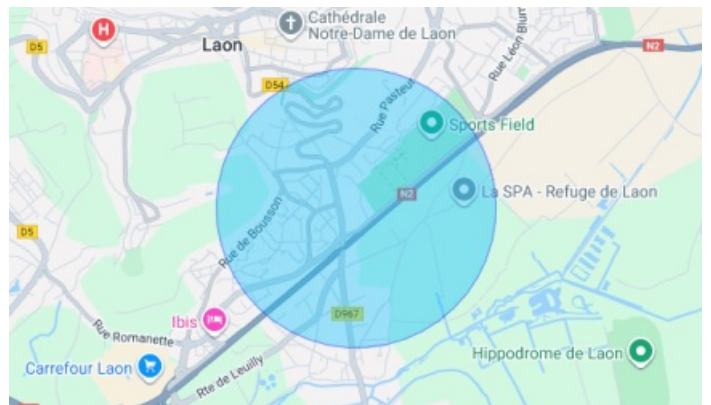 H
Cathédrale
Notre-Dame de Laon
Laon
D5
N2
Rue Léon Blum
D54
Rue Pasteur
Sports Field
N2
La SPA - Refuge de Laon
Rue de Bousson
D5
Ibis
D967
Rue Romanette
Hippodrome de Laon
Carrefour Laon
Rte de Leuilly